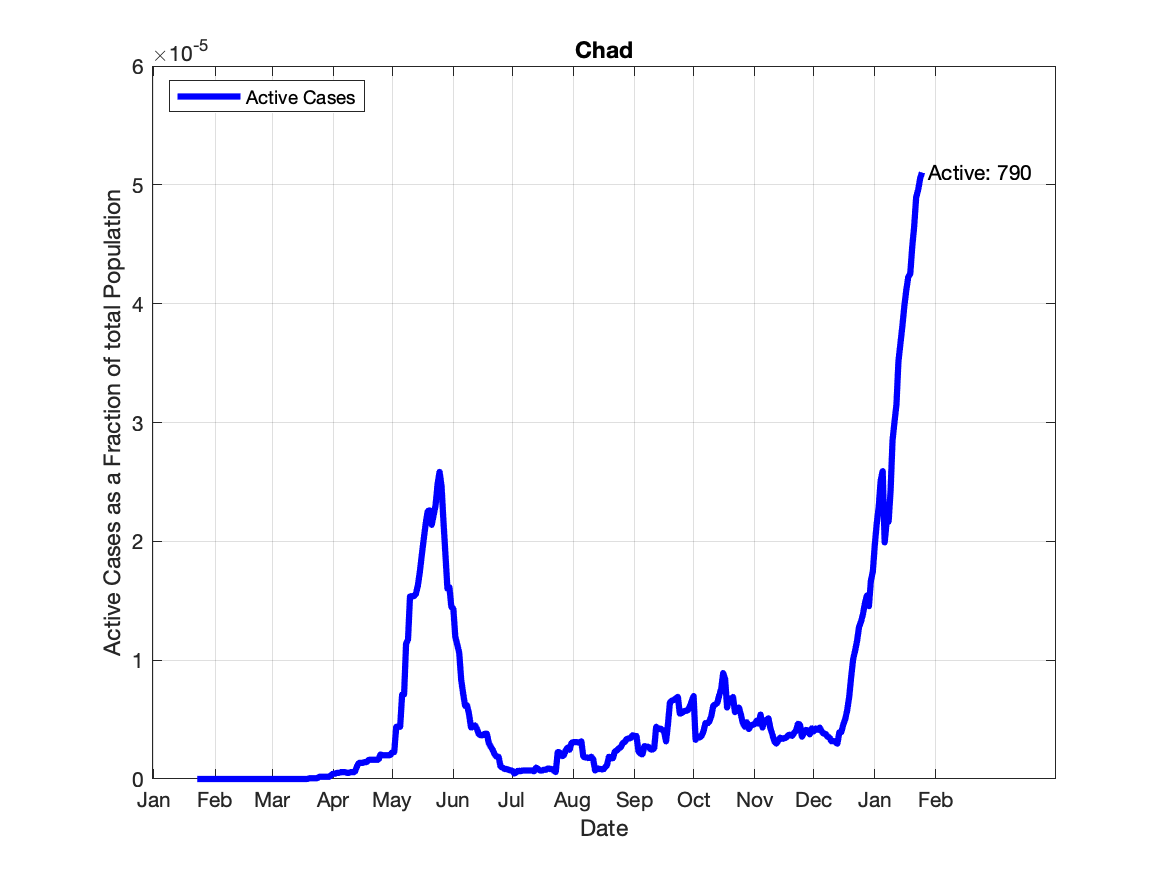 Chad
×10-5
Active Cases
Active: 790
6
5
4
3
2
1
0
Active Cases as a Fraction of total Population
Jan Feb Mar Apr May Jun Jul Aug Sep Oct Nov Dec Jan Feb
Date